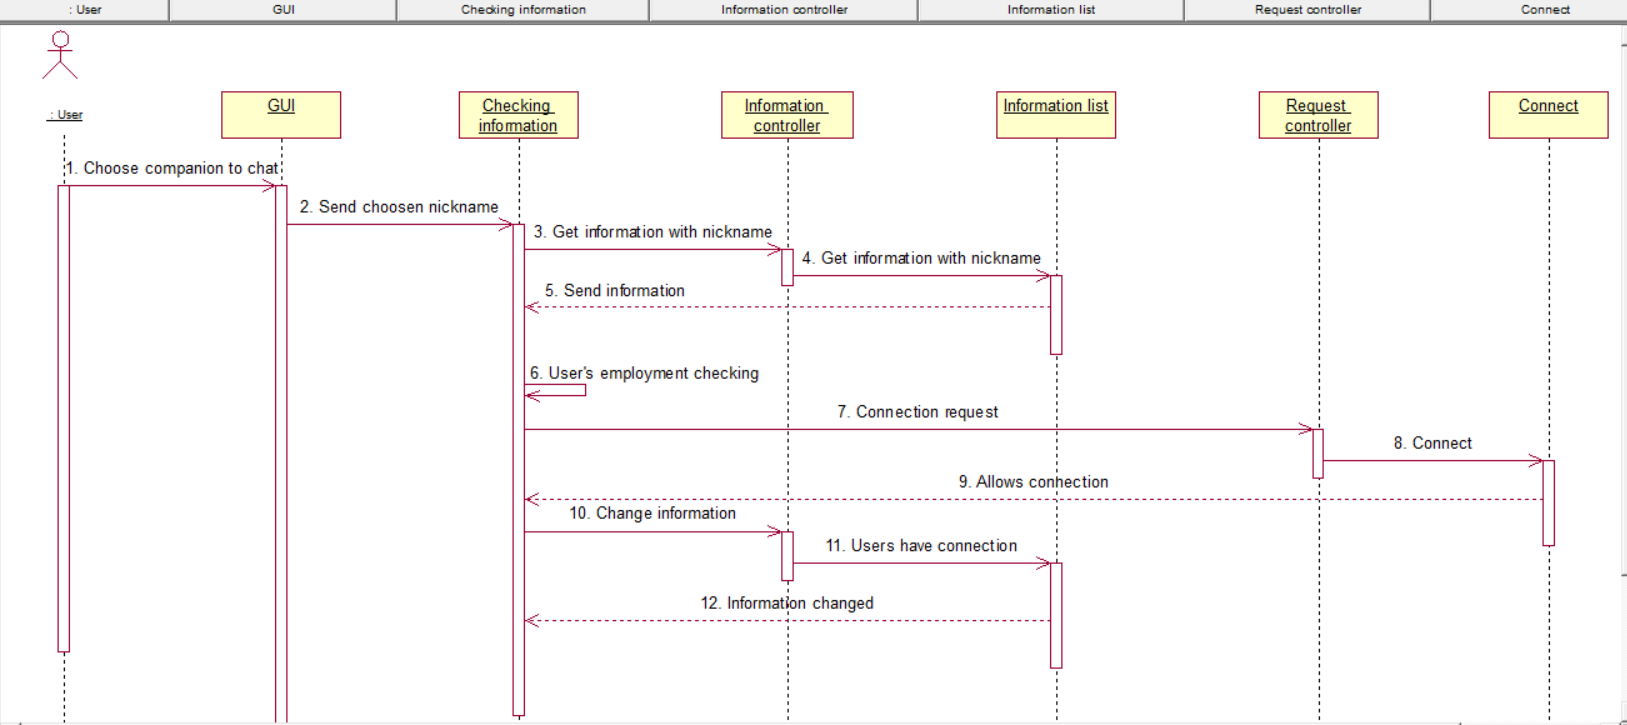 : User
GUI
Checking information
Information controller
Information list
Request controller
Connect
: User
GUI
Checking
information
Information
controller
Information list
Request
controller
Connect
1. Choose companion to chat
2. Send choosen nickname
3. Get information with nickname
4. Get information with nickname
5. Send information
6. User's employment checking
7. Connection request
8. Connect
9. Allows connection
10. Change information
11. Users have connection
12. Information changed